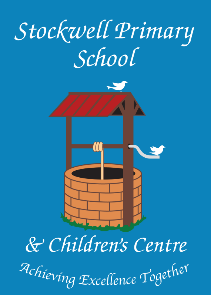 Stockwell Primary
School
& Children's Centre
Achieving Excellence Together